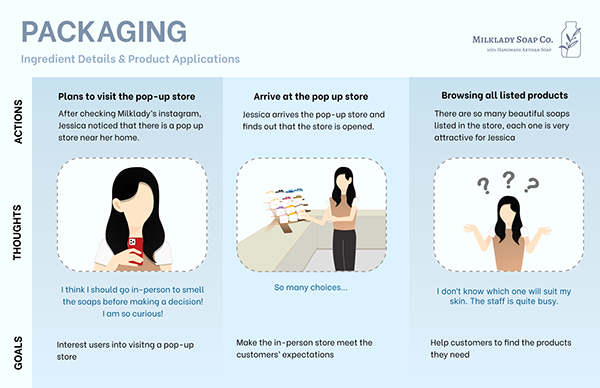 PACKAGING
Ingredient Details & Product Applications
MILKLADY SOAP CO.
100% HANDMADE ARTISAN SOAP
ACTIONS
Plans to visit the pop-up store
After checking Milklady's instagram,
Jessica noticed that there is a pop up
store near her home.
Arrive at the pop up store
Jessica arrives the pop-up store and
finds out that the store is opened.
Browsing all listed products
There are so many beautiful soaps
listed in the store, each one is very
attractive for Jessica
? ? ?
THOUGHTS
I think I should go in-person to smell
the soaps before making a decision!
I am so curious!
So many choices...
I don't know which one will suit my
skin. The staff is quite busy.
GOALS
Interest users into visitng a pop-up
store
Make the in-person store meet the
customers' expectations
Help customers to find the products
they need